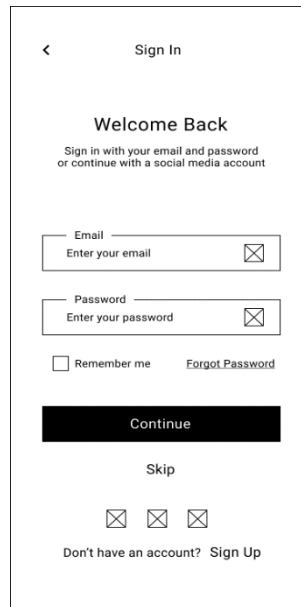 Sign In
Welcome Back
Sign in with your email and password
or continue with a social media account
Email
Enter your email
Password
Enter your password
Remember me Forgot Password
Continue
Skip
Don't have an account? Sign Up